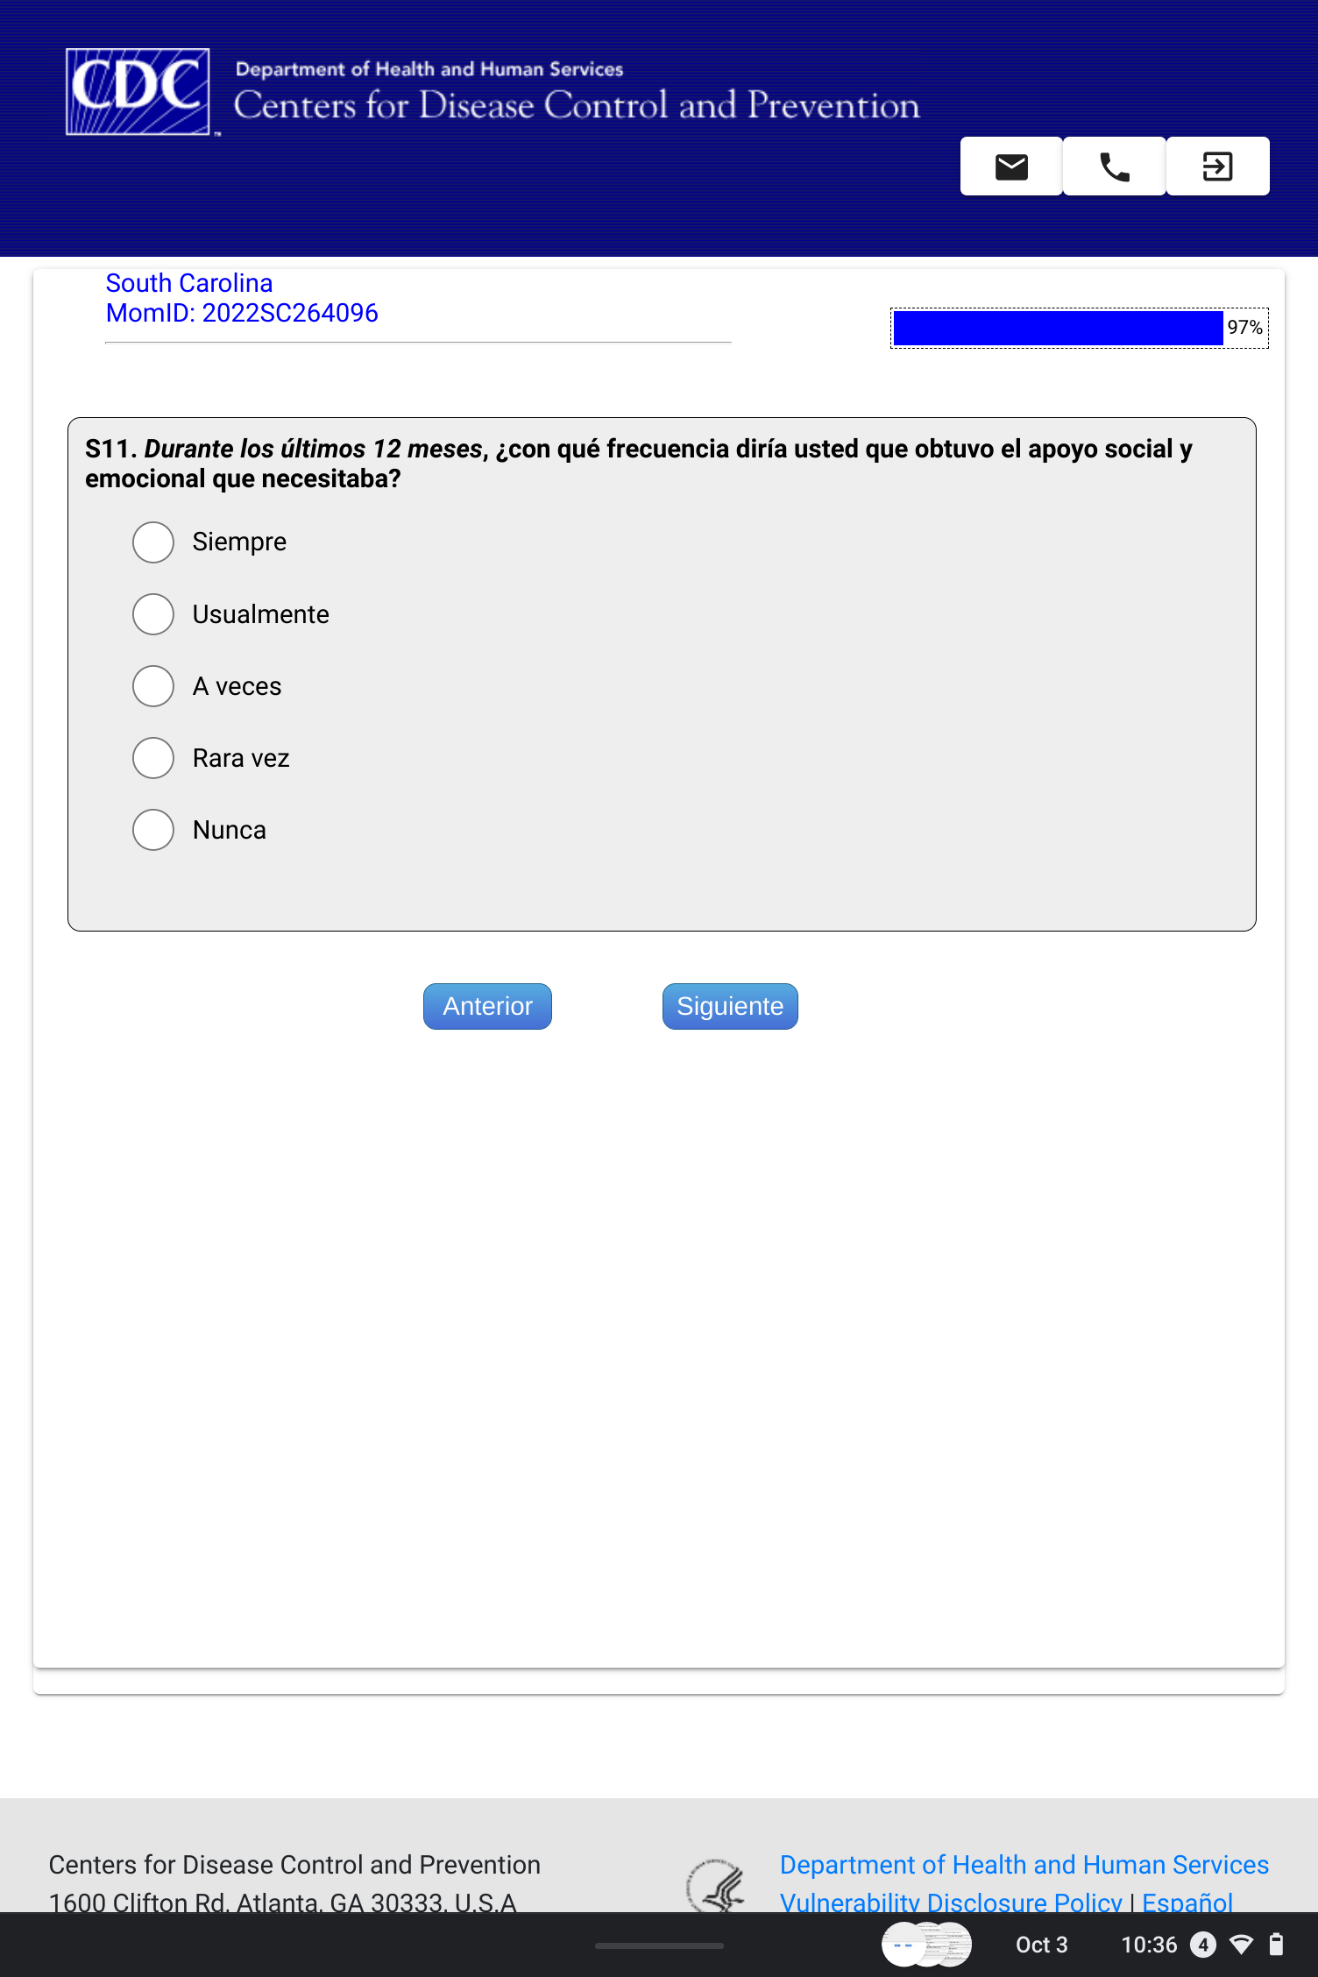 CDC
Department of Health and Human Services
Centers for Disease Control and Prevention
South Carolina
MomID: 2022SC264096
97%
S11. Durante los últimos 12 meses, ¿con qué frecuencia diría usted que obtuvo el apoyo social y
emocional que necesitaba?
Siempre
Usualmente
A veces
Rara vez
Nunca
Anterior
Siguiente
Centers for Disease Control and Prevention
1600 Clifton Rd. Atlanta, GA 30333, U.S.A
Department of Health and Human Services
Vulnerability Disclosure Policy | Español
Oct 3
10:36
4